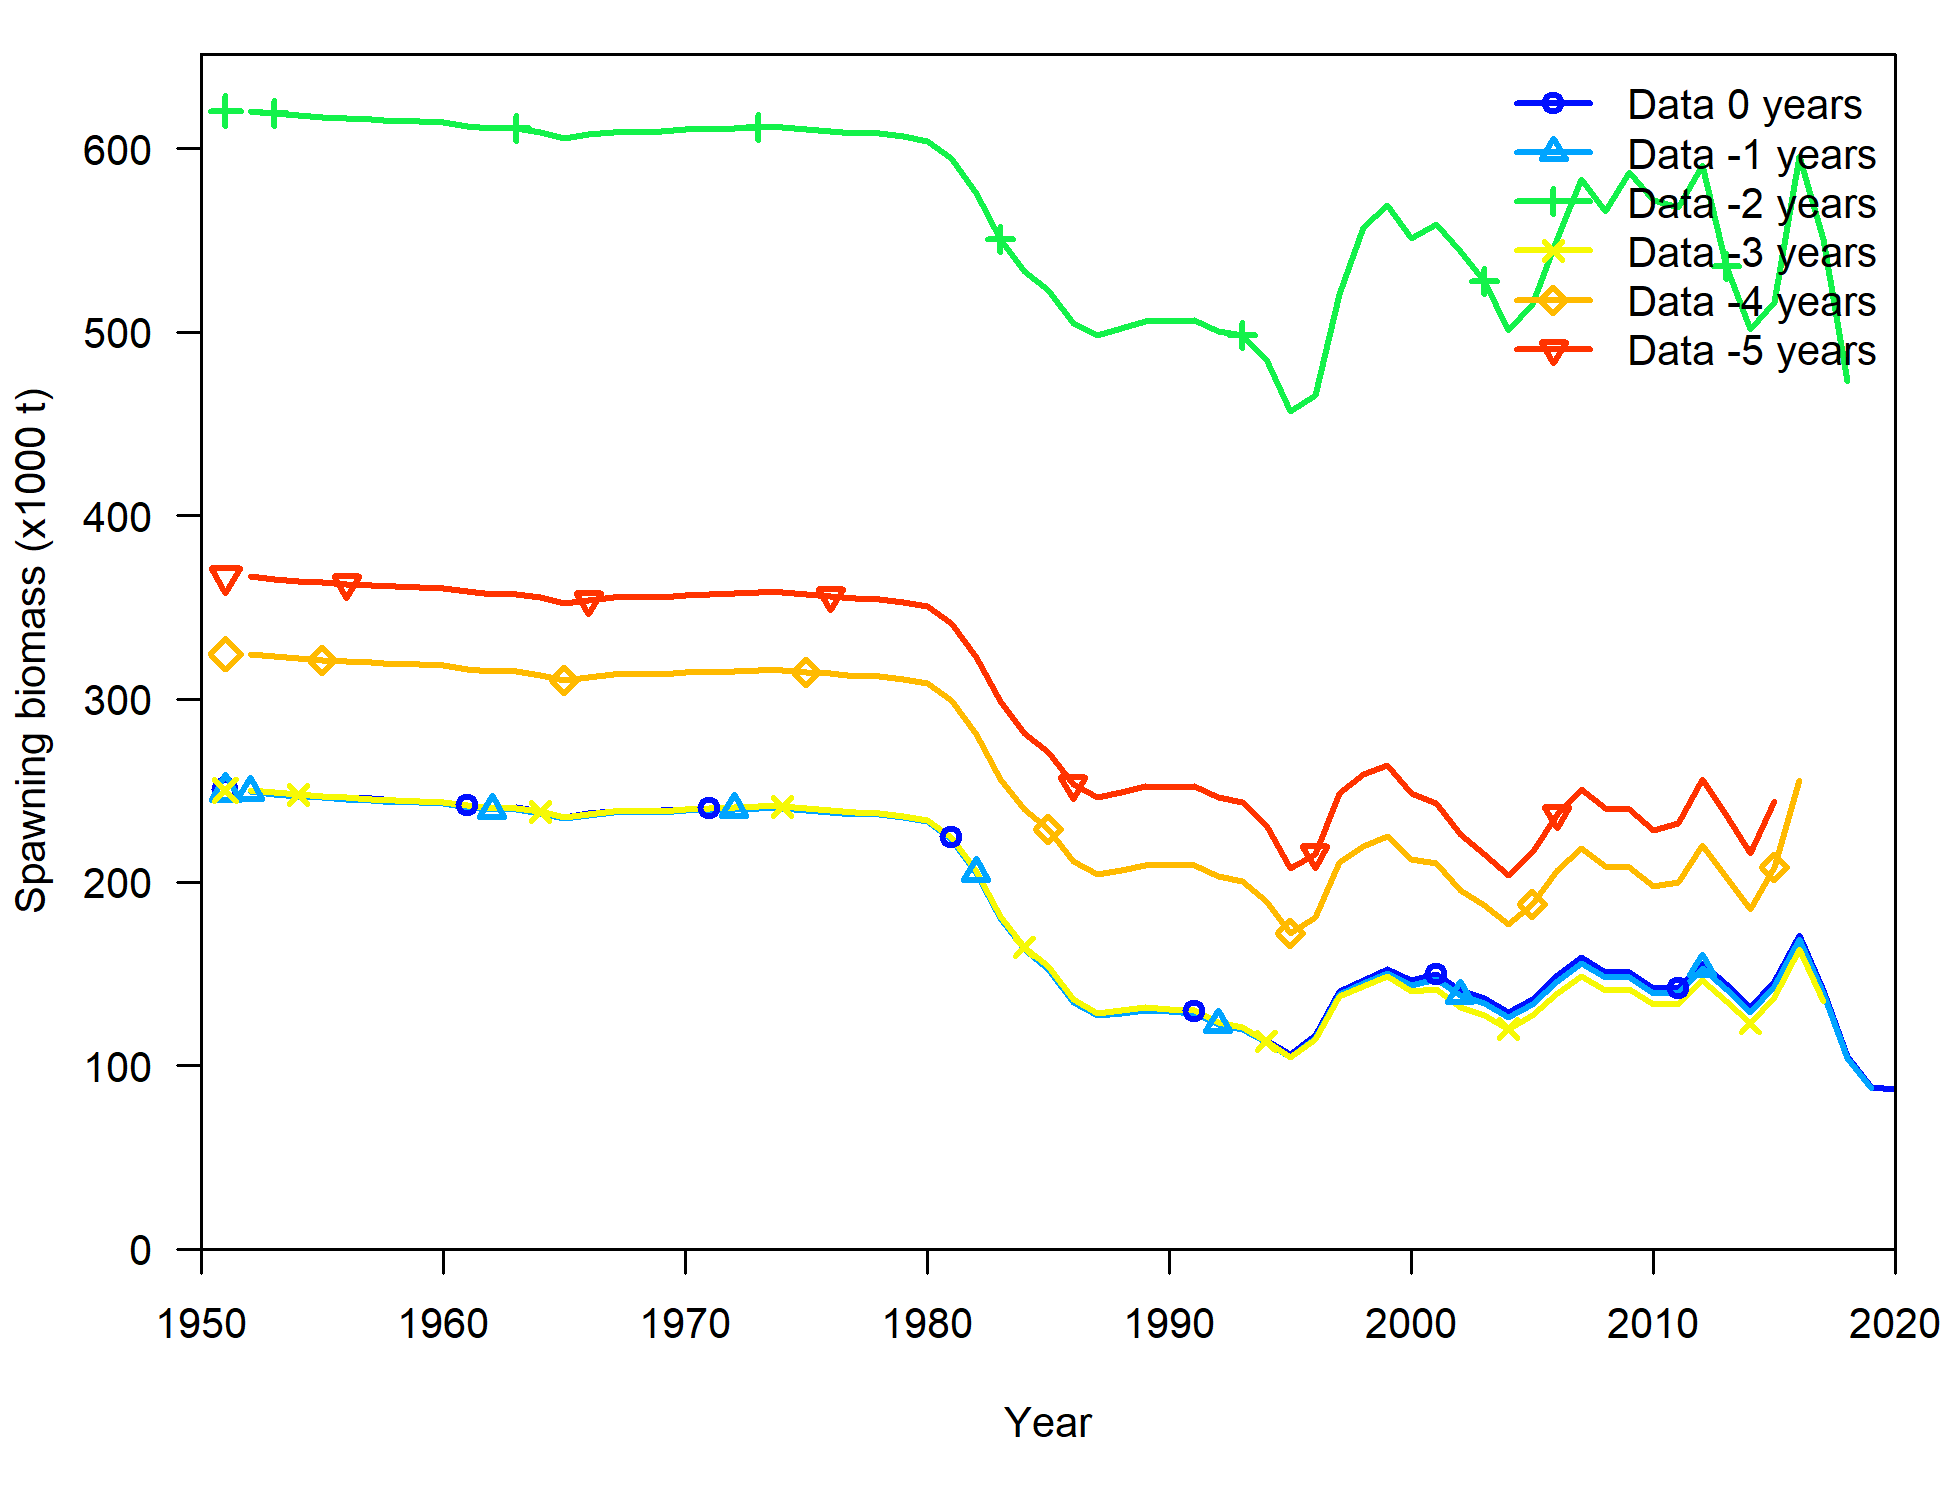 Data 0 years
Data -1 years
Data -2 years
Data -3 years
Data -4 years
Data -5 years
600
500
400
300
200
100
0
Spawning biomass (x1000 t)
1950 1960 1970 1980 1990 2000 2010 2020
Year